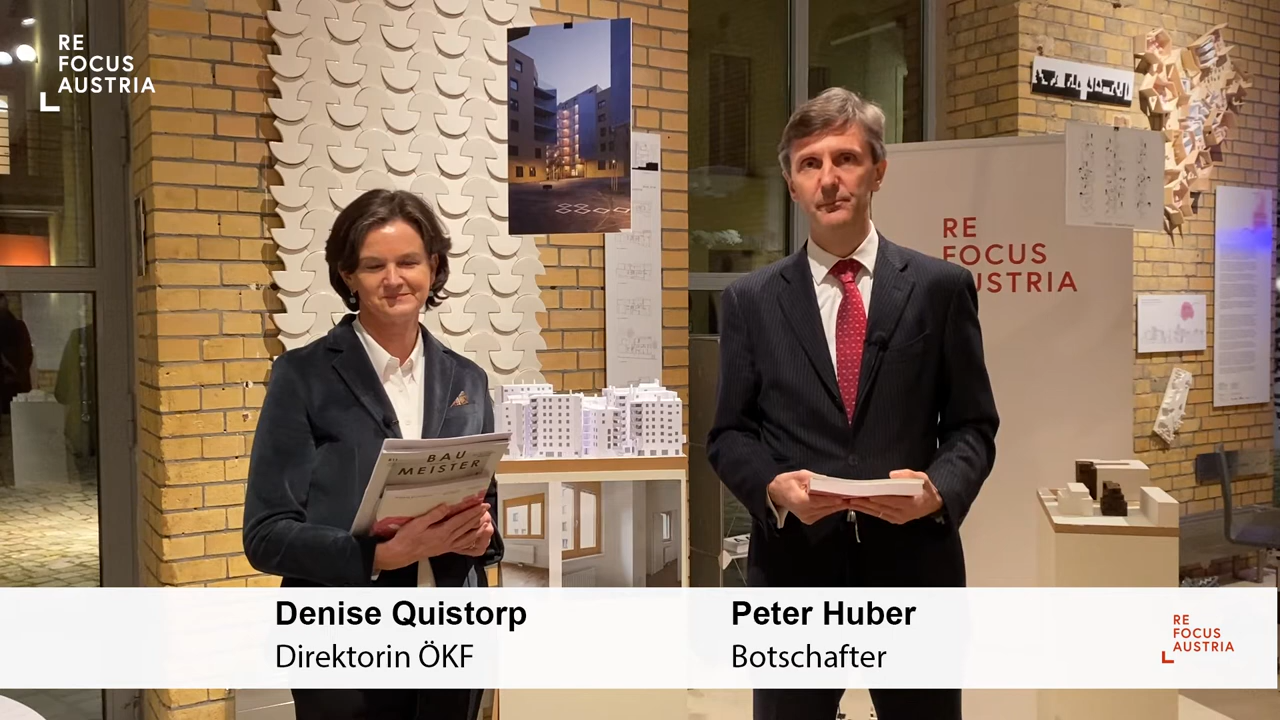 RE
FOCUS
AUSTRIA
RE
FOCUS
AUSTRIA
BAU
MEISTER
Denise Quistorp
Direktorin ÖKF
Peter Huber
Botschafter
RE
FOCUS
AUSTRIA